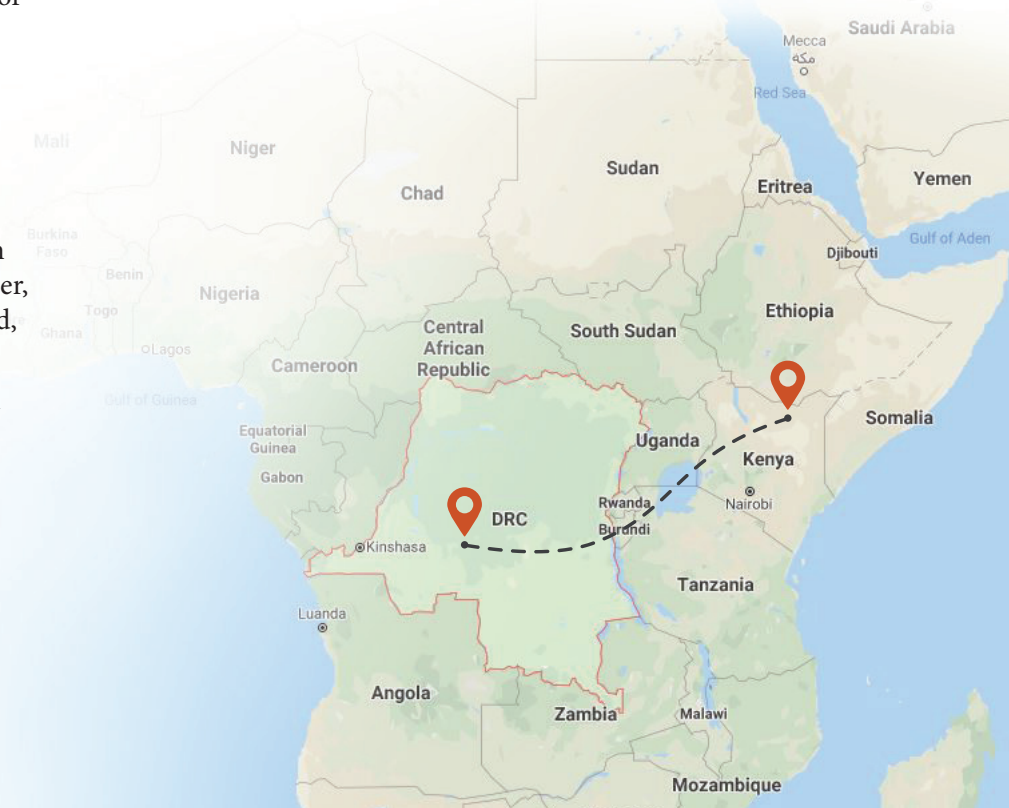 er,
d,
Saudi Arabia
Mecca
مكة
Red Sea
Mali
Niger
Sudan
Chad
Eritrea
Yemen
Burkina
Faso
Gulf of Aden
Djibouti
Benin
Nigeria
Togo
Ethiopia
Ghana
Central
African
Republic
South Sudan
Lagos
Cameroon
Gulf of Guinea
Somalia
Equatorial
Guinea
Uganda
Kenya
Gabon
Rwanda
Nairobi
DRC
Burundi
Kinshasa
Tanzania
Luanda
Angola
Zambia
Malawi
Mozambique